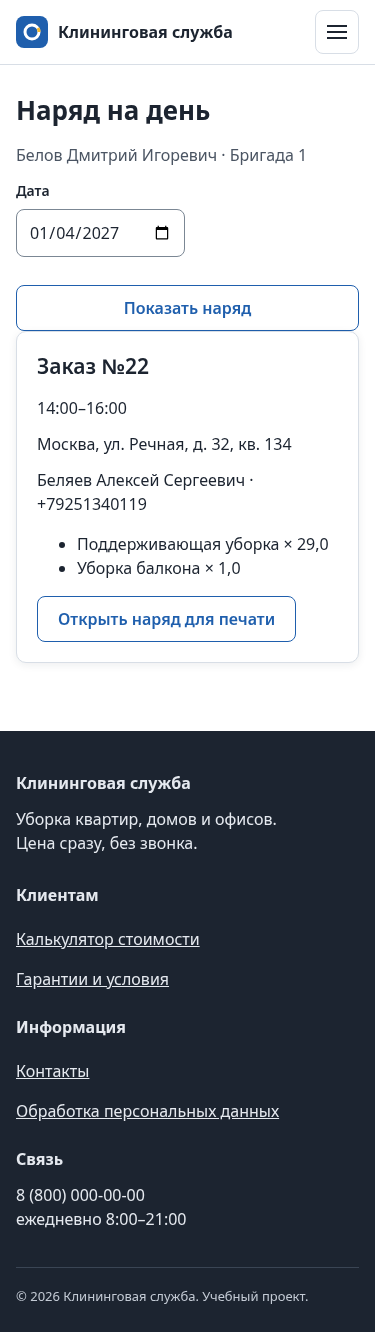 Клининговая служба
Наряд на день
Белов Дмитрий Игоревич · Бригада 1
Дата
01/04/2027
Показать наряд
Заказ №22
14:00–16:00
Москва, ул. Речная, д. 32, кв. 134
Беляев Алексей Сергеевич ·
+79251340119
• Поддерживающая уборка × 29,0
• Уборка балкона × 1,0
Открыть наряд для печати
Клининговая служба
Уборка квартир, домов и офисов.
Цена сразу, без звонка.
Клиентам
Калькулятор стоимости
Гарантии и условия
Информация
Контакты
Обработка персональных данных
Связь
8 (800) 000-00-00
ежедневно 8:00–21:00
© 2026 Клининговая служба. Учебный проект.